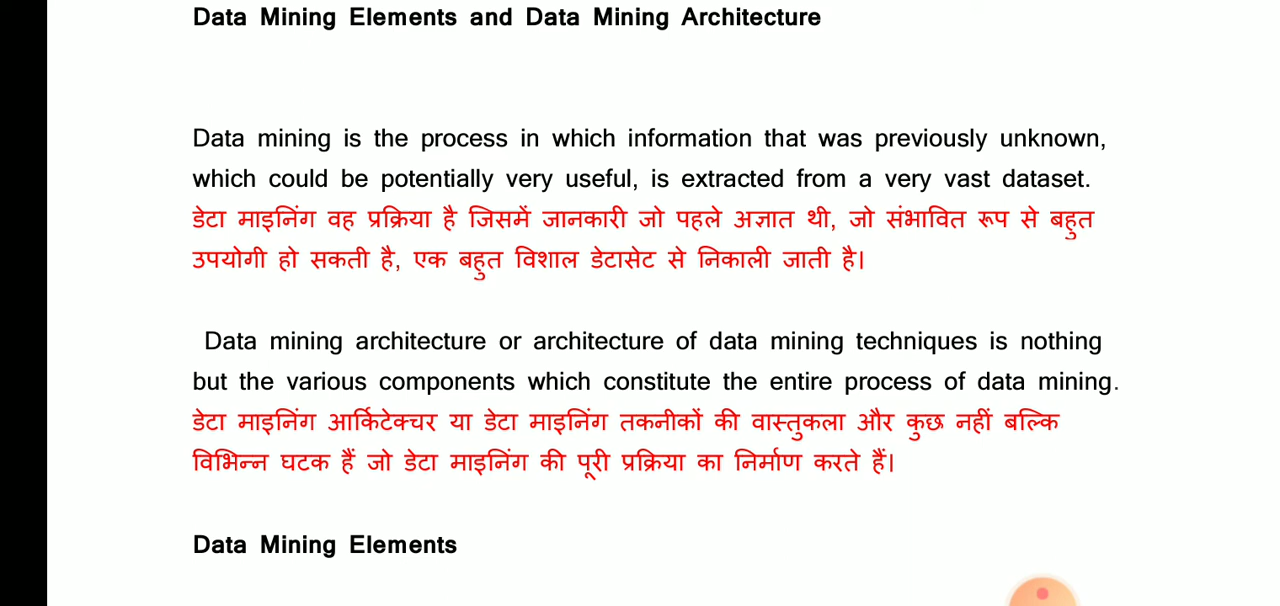 Data Mining Elements and Data Mining Architecture
Data mining is the process in which information that was previously unknown,
which could be potentially very useful, is extracted from a very vast dataset.
डेटा माइनिंग वह प्रक्रिया है जिसमें जानकारी जो पहले अज्ञात थी, जो संभावित रूप से बहुत
उपयोगी हो सकती है, एक बहुत विशाल डेटासेट से निकाली जाती है।
Data mining architecture or architecture of data mining techniques is nothing
but the various components which constitute the entire process of data mining.
डेटा माइनिंग आर्किटेक्चर या डेटा माइनिंग तकनीकों की वास्तुकला और कुछ नहीं बल्कि
विभिन्न घटक हैं जो डेटा माइनिंग की पूरी प्रक्रिया का निर्माण करते हैं।
Data Mining Elements